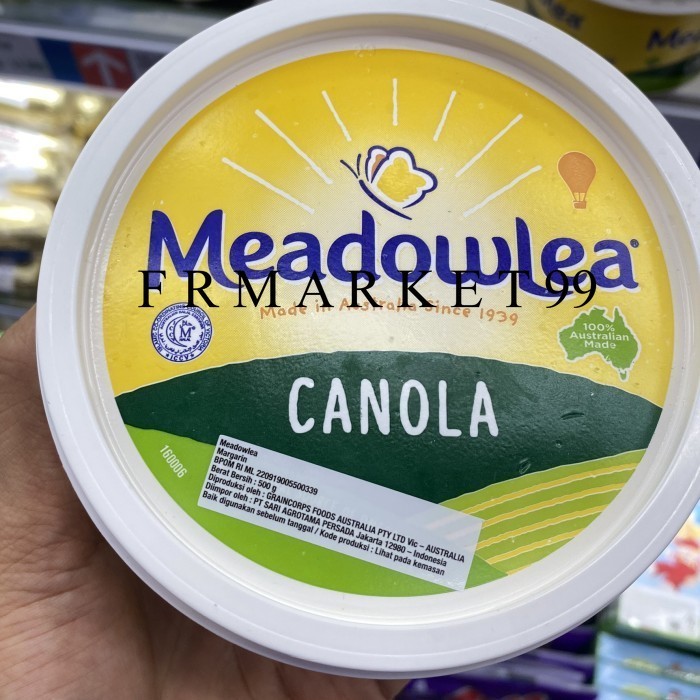 Meadowlea
FRMARKET99
Made in Australia Since 1939
100%
Australian
Made
CANOLA
160006
Meadowlea
Margarin
BPOM RI ML 220919005500339
Berat Bersih : 500 g
Diproduksi oleh : GRAINCORPS FOODS AUSTRALIA PTY LTD Vic – AUSTRALIA
Diimpor oleh : PT SARI AGROTAMA PERSADA Jakarta 12980 – Indonesia
Baik digunakan sebelum tanggal / Kode produksi : Lihat pada kemasan